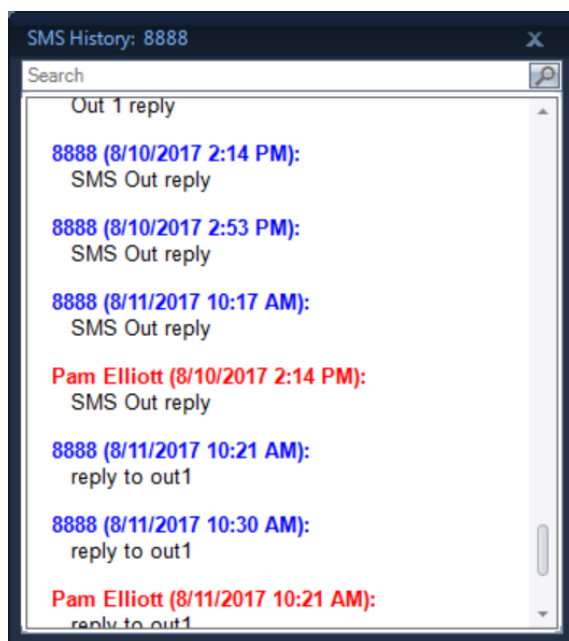 SMS History: 8888
X
Search
Out 1 reply
8888 (8/10/2017 2:14 PM):
SMS Out reply
8888 (8/10/2017 2:53 PM):
SMS Out reply
8888 (8/11/2017 10:17 AM):
SMS Out reply
Pam Elliott (8/10/2017 2:14 PM):
SMS Out reply
8888 (8/11/2017 10:21 AM):
reply to out1
8888 (8/11/2017 10:30 AM):
reply to out1
Pam Elliott (8/11/2017 10:21 AM):
reply to out1